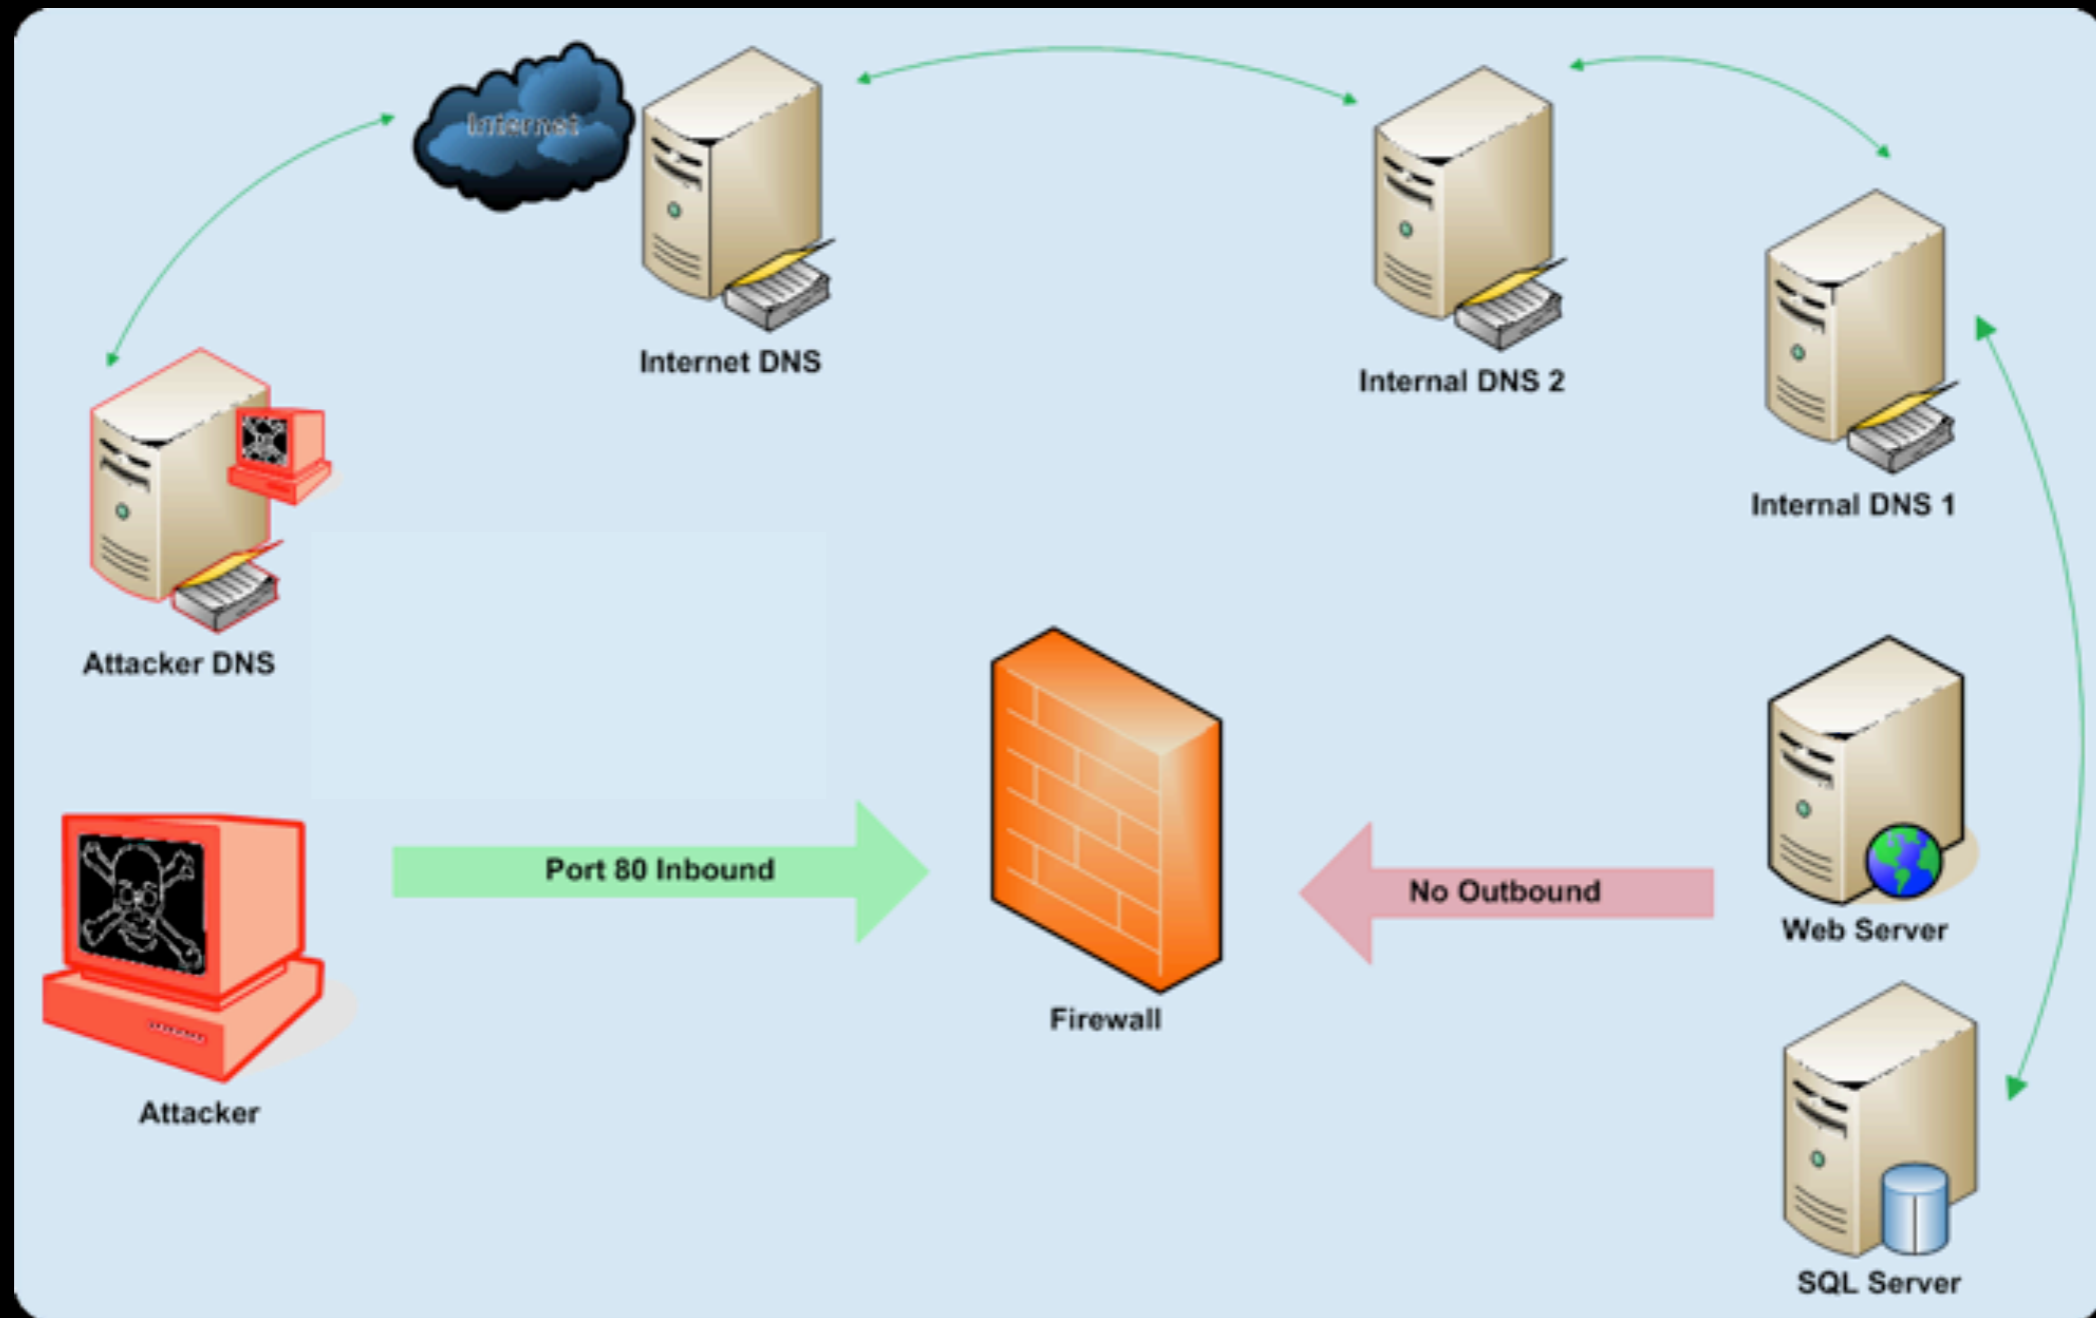 Internet
Internet DNS
Internal DNS 2
Internal DNS 1
Attacker DNS
Port 80 Inbound
No Outbound
Web Server
Firewall
Attacker
SQL Server